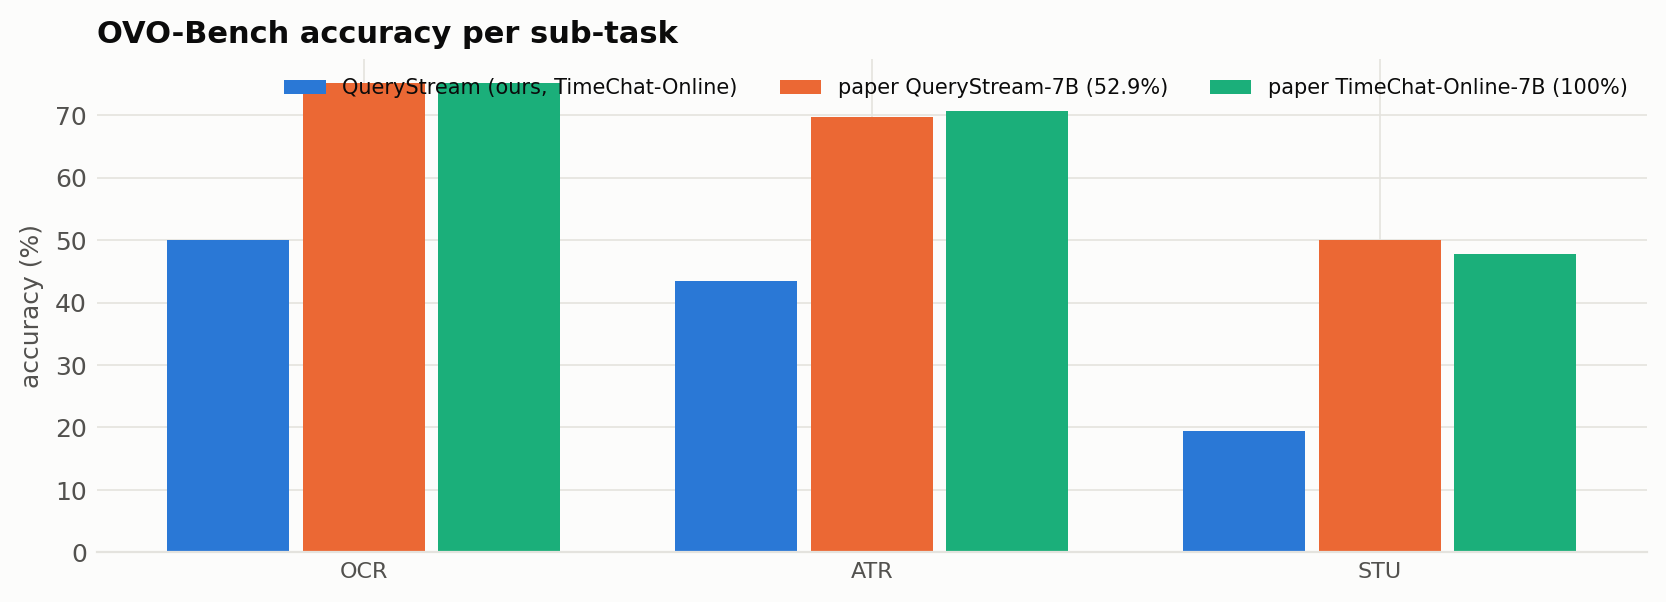 OVO-Bench accuracy per sub-task
QueryStream (ours, TimeChat-Online)
paper QueryStream-7B (52.9%)
paper TimeChat-Online-7B (100%)
accuracy (%)
70
60
50
40
30
20
10
0
OCR
ATR
STU